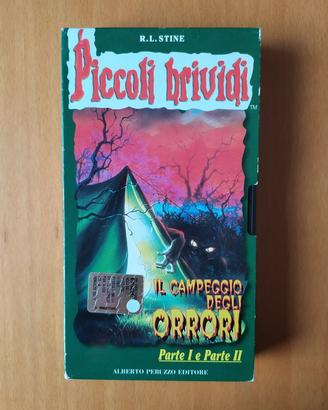 R.L. STINE
Piccoli brividi
TM
IL CAMPEGGIO
DEGLI
ORRORI
Parte I e Parte II
ALBERTO PERUZZO EDITORE